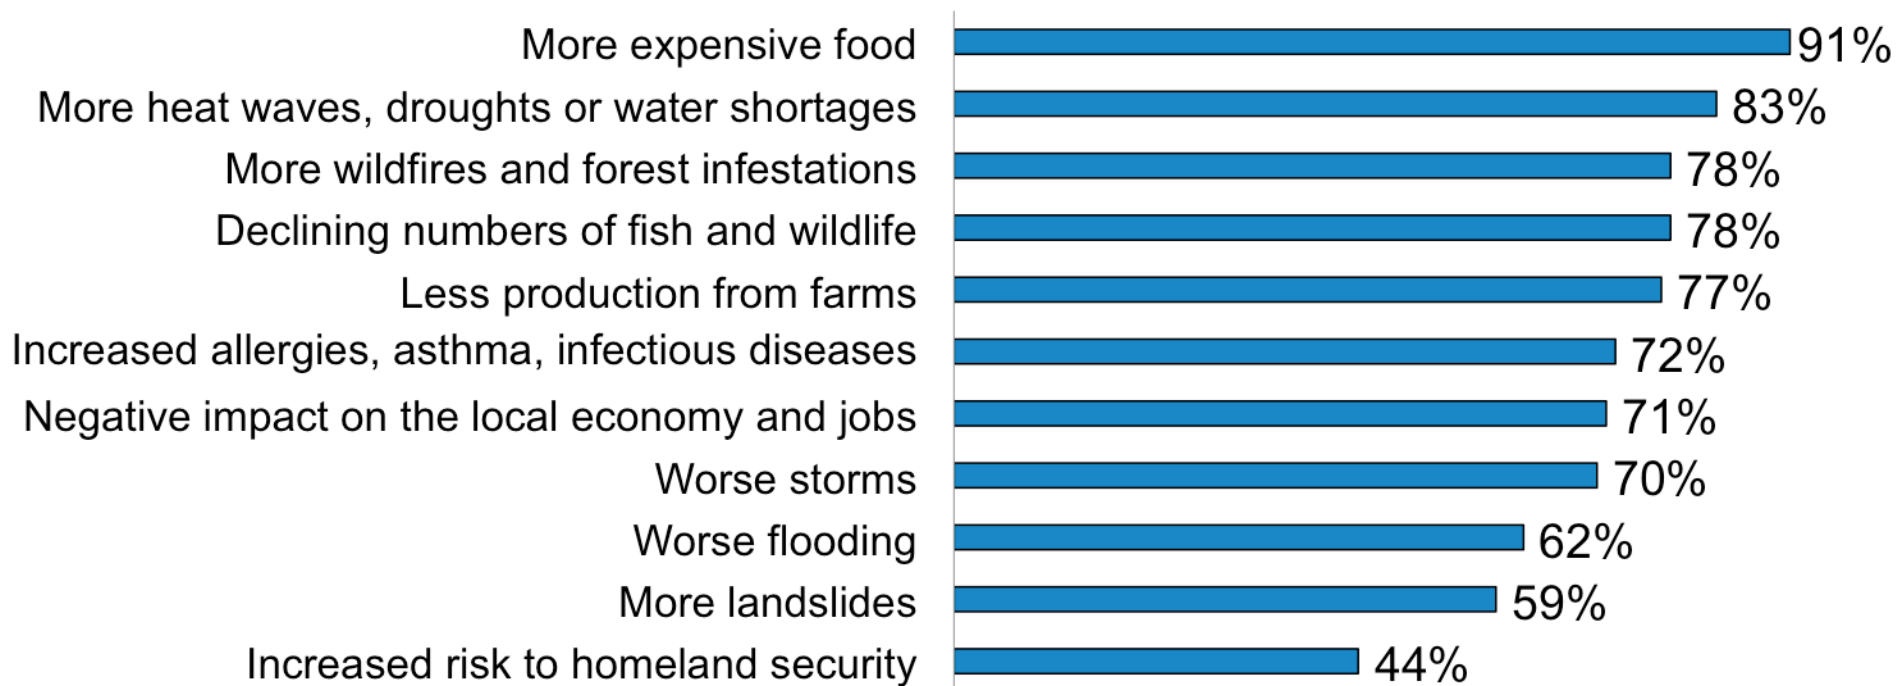 More expensive food 91%
More heat waves, droughts or water shortages 83%
More wildfires and forest infestations 78%
Declining numbers of fish and wildlife 78%
Less production from farms 77%
Increased allergies, asthma, infectious diseases 72%
Negative impact on the local economy and jobs 71%
Worse storms 70%
Worse flooding 62%
More landslides 59%
Increased risk to homeland security 44%